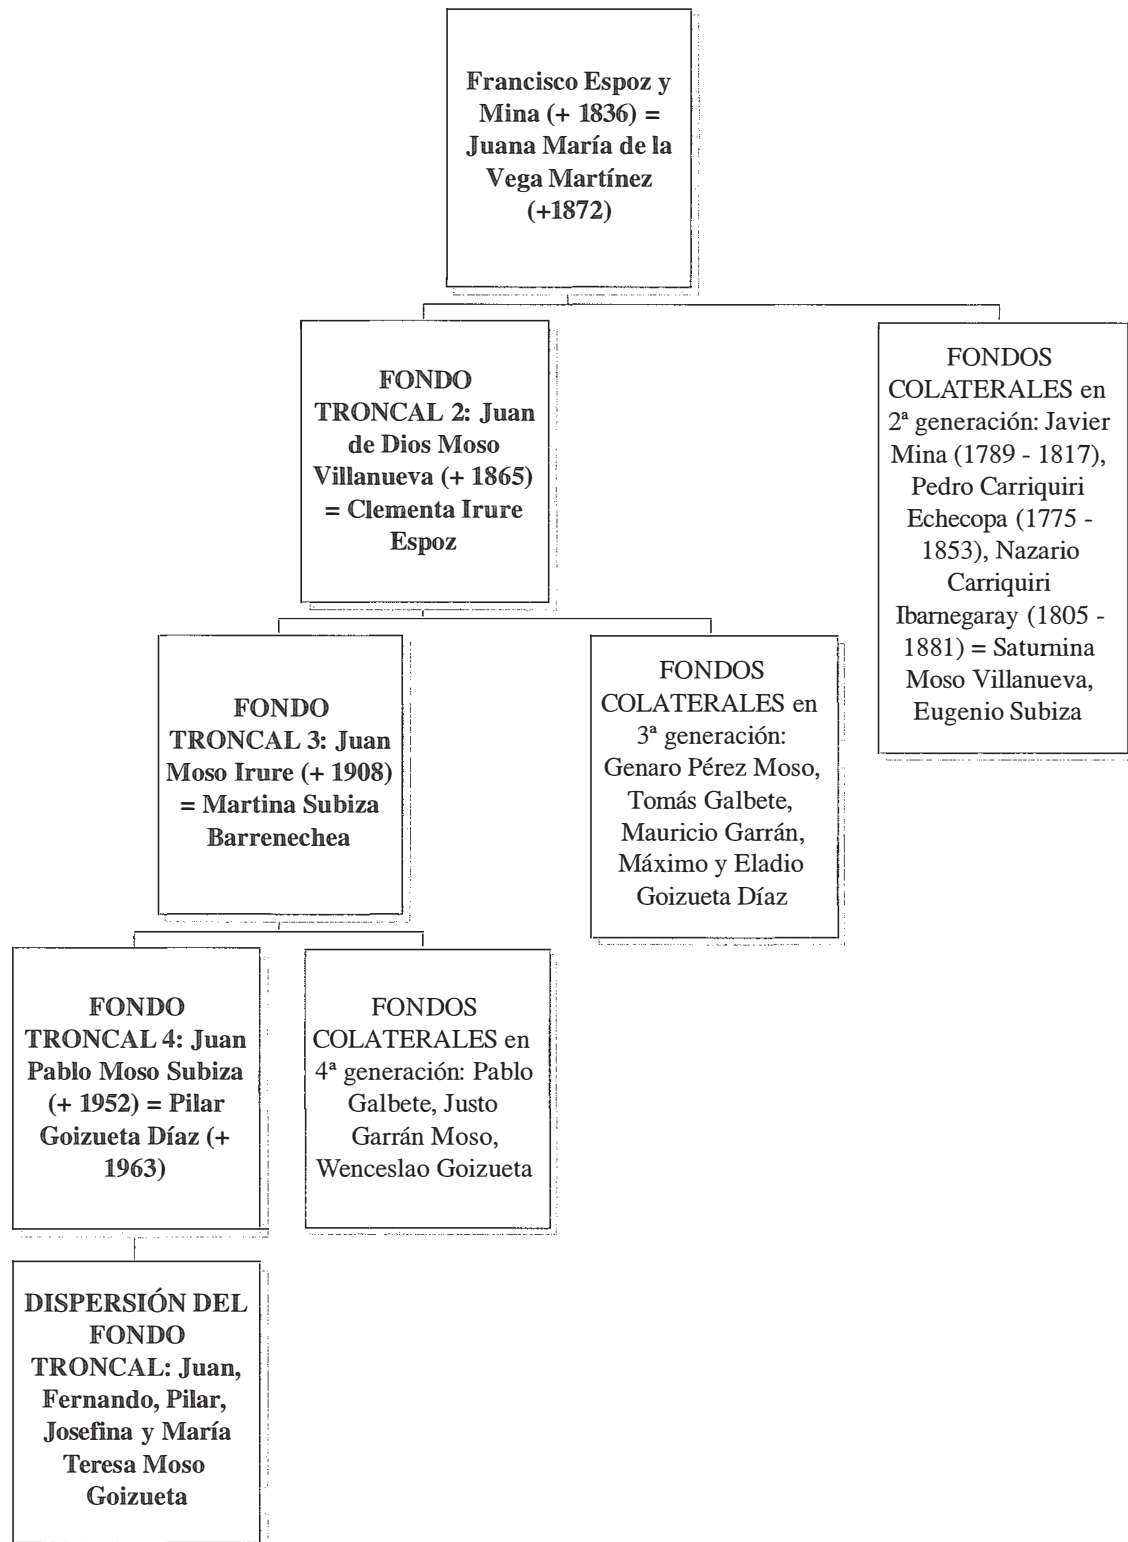 Francisco Espoz y
Mina (+ 1836) =
Juana María de la
Vega Martínez
(+1872)
FONDO
TRONCAL 2: Juan
de Dios Moso
Villanueva (+ 1865)
= Clementa Irure
Espoz
FONDOS
COLATERALES en
2ª generación: Javier
Mina (1789 - 1817),
Pedro Carriquiri
Echecopa (1775 -
1853), Nazario
Carriquiri
Ibarnegaray (1805 -
1881) = Saturnina
Moso Villanueva,
Eugenio Subiza
FONDO
TRONCAL 3: Juan
Moso Irure (+ 1908)
= Martina Subiza
Barrenechea
FONDOS
COLATERALES en
3ª generación:
Genaro Pérez Moso,
Tomás Galbete,
Mauricio Garrán,
Máximo y Eladio
Goizueta Díaz
FONDO
TRONCAL 4: Juan
Pablo Moso Subiza
(+ 1952) = Pilar
Goizueta Díaz (+
1963)
FONDOS
COLATERALES en
4ª generación: Pablo
Galbete, Justo
Garrán Moso,
Wenceslao Goizueta
DISPERSIÓN DEL
FONDO
TRONCAL: Juan,
Fernando, Pilar,
Josefina y María
Teresa Moso
Goizueta